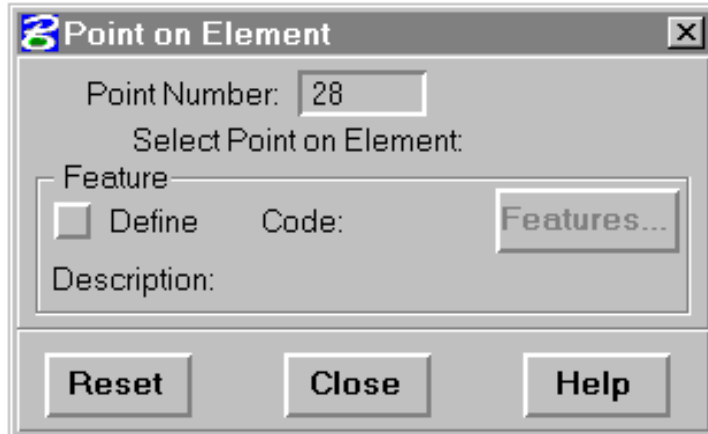 Point on Element
Point Number: 28
Select Point on Element:
Feature
Define Code: Features...
Description:
Reset Close Help